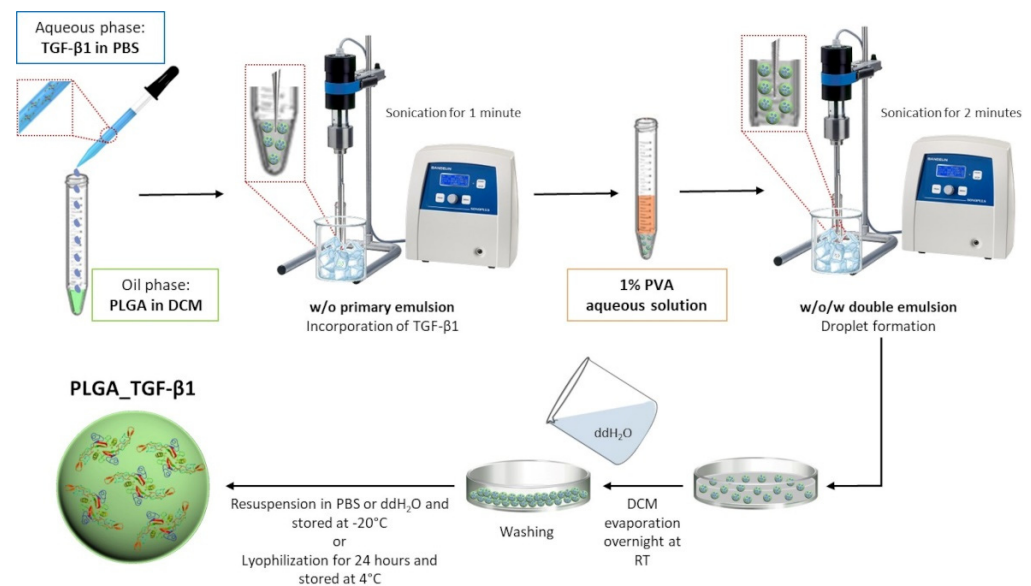 Aqueous phase:
TGF-β1 in PBS
Oil phase:
PLGA in DCM
Sonication for 1 minute
w/o primary emulsion
Incorporation of TGF-β1
1% PVA
aqueous solution
Sonication for 2 minutes
w/o/w double emulsion
Droplet formation
ddH₂O
DCM
evaporation
overnight at
RT
Washing
Resuspension in PBS or ddH₂O and
stored at -20°C
or
Lyophilization for 24 hours and
stored at 4°C
PLGA_TGF-β1